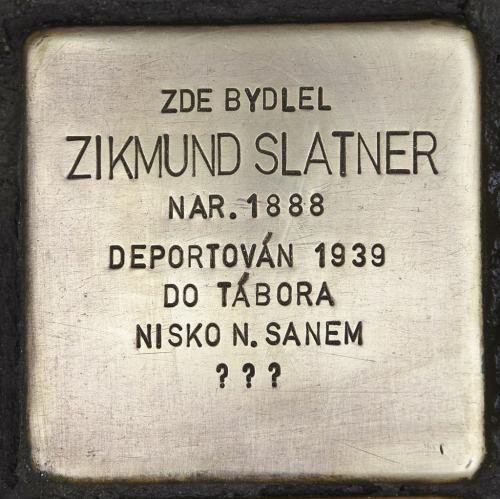 ZDE BYDLEL
ZIKMUND SLATNER
NAR. 1888
DEPORTOVÁN 1939
DO TÁBORA
NISKO N. SANEM
? ? ?